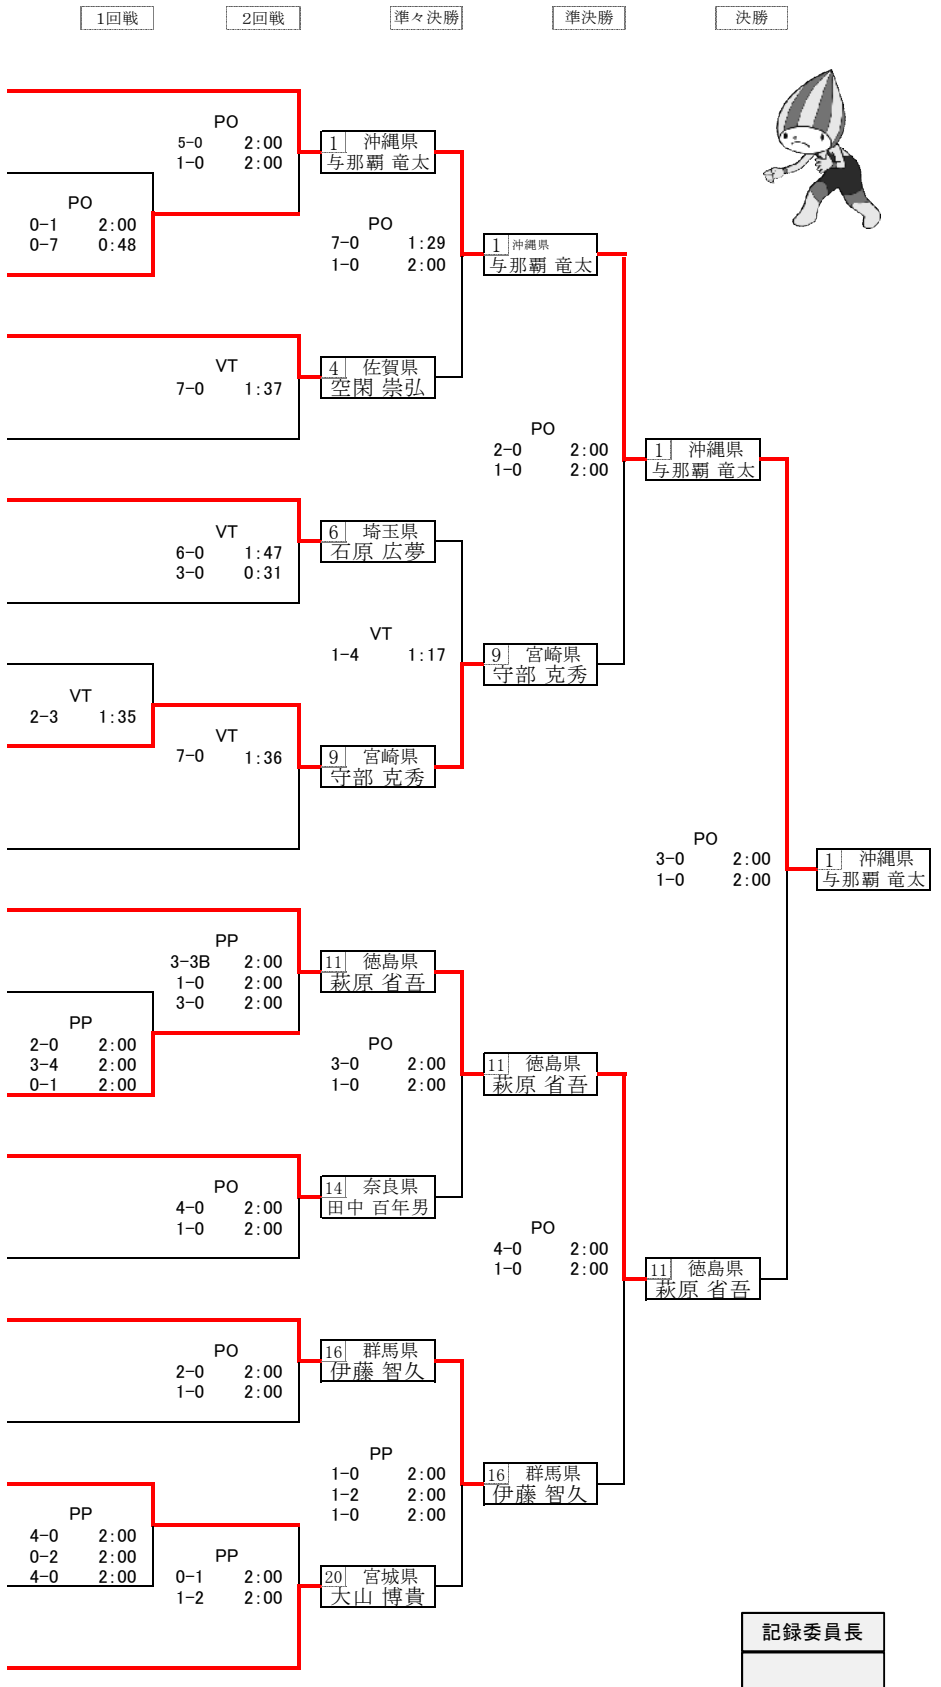 1回戦 2回戦 準々決勝 準決勝 決勝
PO
5-0 2:00
1-0 2:00
1 沖縄県
与那覇 竜太
PO
0-1 2:00
0-7 0:48
PO
7-0 1:29
1-0 2:00
1 沖縄県
与那覇 竜太
VT
7-0 1:37
4 佐賀県
空閑 崇弘
PO
2-0 2:00
1-0 2:00
1 沖縄県
与那覇 竜太
VT
6-0 1:47
3-0 0:31
6 埼玉県
石原 広夢
VT
1-4 1:17
9 宮崎県
守部 克秀
VT
2-3 1:35
VT
7-0 1:36
9 宮崎県
守部 克秀
PO
3-0 2:00
1-0 2:00
1 沖縄県
与那覇 竜太
PP
3-3B 2:00
1-0 2:00
3-0 2:00
11 徳島県
萩原 省吾
PP
2-0 2:00
3-4 2:00
0-1 2:00
PO
3-0 2:00
1-0 2:00
11 徳島県
萩原 省吾
PO
4-0 2:00
1-0 2:00
14 奈良県
田中 百年男
PO
4-0 2:00
1-0 2:00
11 徳島県
萩原 省吾
PO
2-0 2:00
1-0 2:00
16 群馬県
伊藤 智久
PP
1-0 2:00
1-2 2:00
1-0 2:00
16 群馬県
伊藤 智久
PP
4-0 2:00
0-2 2:00
4-0 2:00
PP
0-1 2:00
1-2 2:00
20 宮城県
大山 博貴
記録委員長